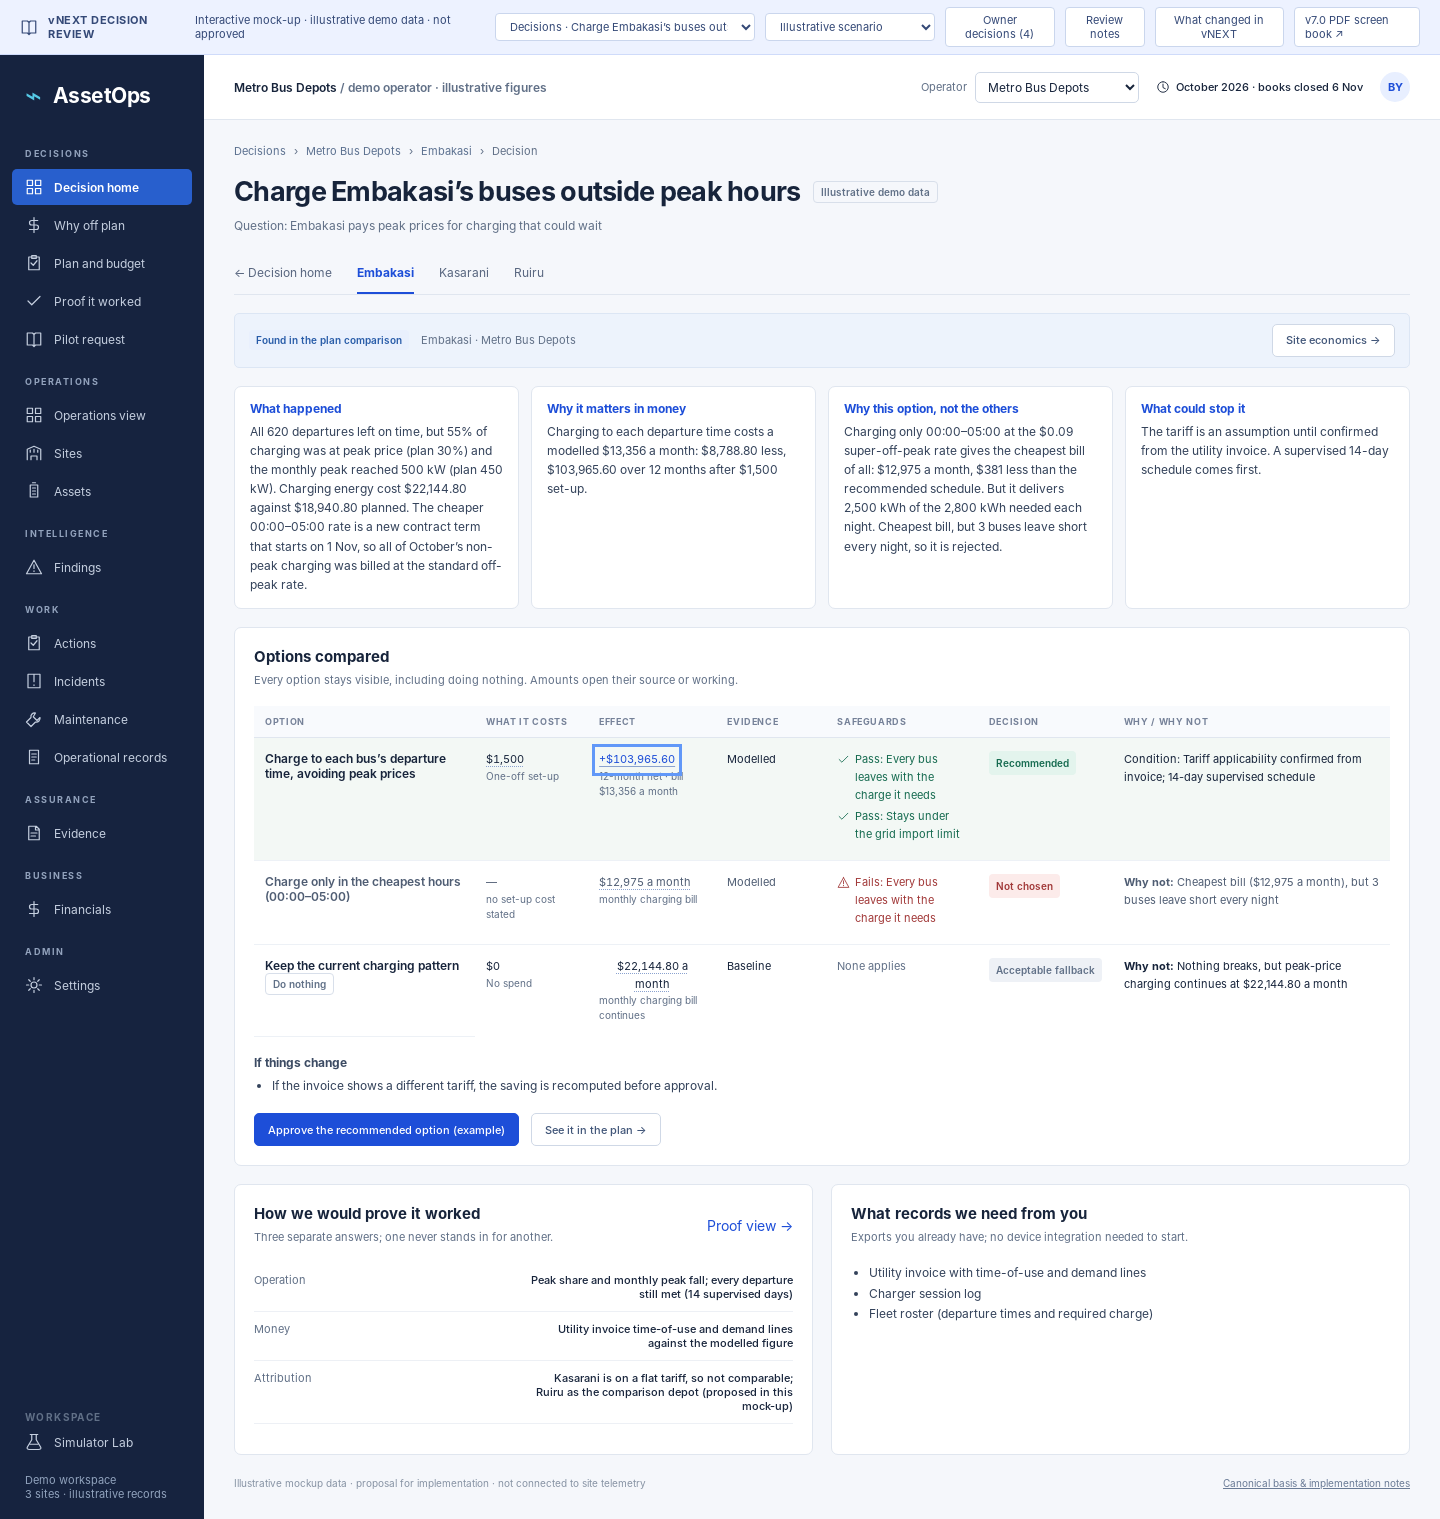 vNEXT DECISION REVIEW
Interactive mock-up · illustrative demo data · not approved
Decisions · Charge Embakasi's buses out
Illustrative scenario
Owner decisions (4)
Review notes
What changed in vNEXT
v7.0 PDF screen book ↗
AssetOps
DECISIONS
Decision home
Why off plan
Plan and budget
Proof it worked
Pilot request
OPERATIONS
Operations view
Sites
Assets
INTELLIGENCE
Findings
WORK
Actions
Incidents
Maintenance
Operational records
ASSURANCE
Evidence
BUSINESS
Financials
ADMIN
Settings
WORKSPACE
Simulator Lab
Demo workspace
3 sites · illustrative records
Metro Bus Depots / demo operator · illustrative figures
Operator
Metro Bus Depots
October 2026 · books closed 6 Nov
BY
Decisions › Metro Bus Depots › Embakasi › Decision
Charge Embakasi’s buses outside peak hours
Illustrative demo data
Question: Embakasi pays peak prices for charging that could wait
← Decision home
Embakasi
Kasarani
Ruiru
Found in the plan comparison
Embakasi · Metro Bus Depots
Site economics →
What happened
All 620 departures left on time, but 55% of
charging was at peak price (plan 30%) and
the monthly peak reached 500 kW (plan 450
kW). Charging energy cost $22,144.80
against $18,940.80 planned. The cheaper
00:00–05:00 rate is a new contract term
that starts on 1 Nov, so all of October’s non-
peak charging was billed at the standard off-
peak rate.
Why it matters in money
Charging to each departure time costs a
modelled $13,356 a month: $8,788.80 less,
$103,965.60 over 12 months after $1,500
set-up.
Why this option, not the others
Charging only 00:00–05:00 at the $0.09
super-off-peak rate gives the cheapest bill
of all: $12,975 a month, $381 less than the
recommended schedule. But it delivers
2,500 kWh of the 2,800 kWh needed each
night. Cheapest bill, but 3 buses leave short
every night, so it is rejected.
What could stop it
The tariff is an assumption until confirmed
from the utility invoice. A supervised 14-day
schedule comes first.
Options compared
Every option stays visible, including doing nothing. Amounts open their source or working.
OPTION
WHAT IT COSTS
EFFECT
EVIDENCE
SAFEGUARDS
DECISION
WHY / WHY NOT
Charge to each bus’s departure
time, avoiding peak prices
$1,500
One-off set-up
+$103,965.60
12-month net · bill
$13,356 a month
Modelled
Pass: Every bus
leaves with the
charge it needs
Pass: Stays under
the grid import limit
Recommended
Condition: Tariff applicability confirmed from
invoice; 14-day supervised schedule
Charge only in the cheapest hours
(00:00–05:00)
—
no set-up cost
stated
$12,975 a month
monthly charging bill
Modelled
Fails: Every bus
leaves with the
charge it needs
Not chosen
Why not: Cheapest bill ($12,975 a month), but 3
buses leave short every night
Keep the current charging pattern
Do nothing
$0
No spend
$22,144.80 a
month
monthly charging bill
continues
Baseline
None applies
Acceptable fallback
Why not: Nothing breaks, but peak-price
charging continues at $22,144.80 a month
If things change
• If the invoice shows a different tariff, the saving is recomputed before approval.
Approve the recommended option (example)
See it in the plan →
How we would prove it worked
Three separate answers; one never stands in for another.
Proof view →
Operation
Peak share and monthly peak fall; every departure
still met (14 supervised days)
Money
Utility invoice time-of-use and demand lines
against the modelled figure
Attribution
Kasarani is on a flat tariff, so not comparable;
Ruiru as the comparison depot (proposed in this
mock-up)
What records we need from you
Exports you already have; no device integration needed to start.
• Utility invoice with time-of-use and demand lines
• Charger session log
• Fleet roster (departure times and required charge)
Illustrative mockup data · proposal for implementation · not connected to site telemetry
Canonical basis & implementation notes